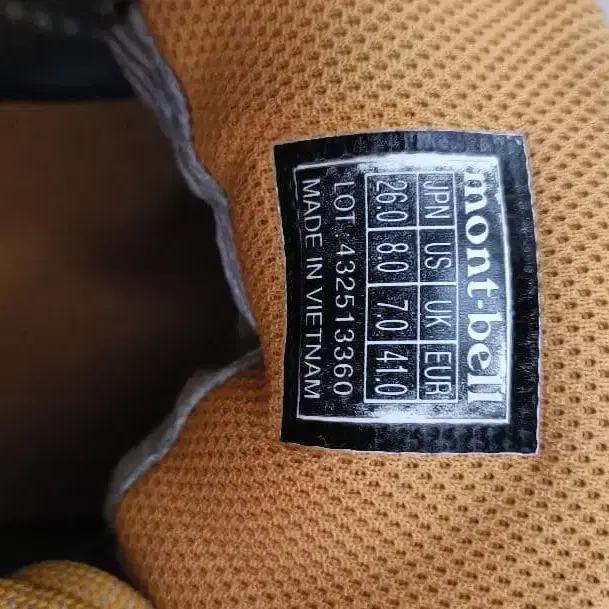 mont-bell
JPN US UK EUR
26.0 8.0 7.0 41.0
LOT : 432513360
MADE IN VIETNAM